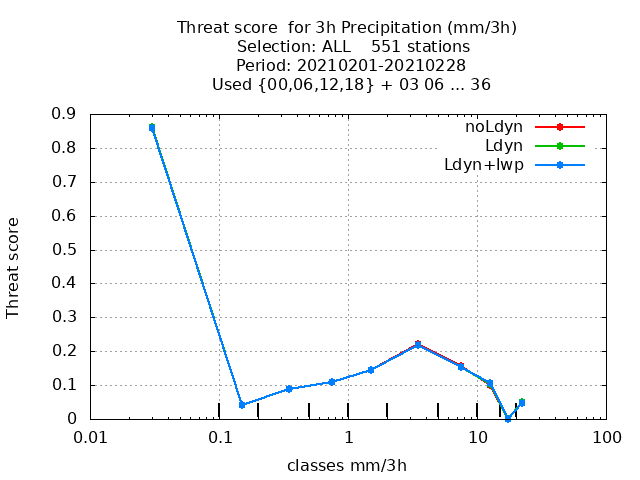 Threat score  for 3h Precipitation (mm/3h)
Selection: ALL    551 stations
Period: 20210201-20210228
Used {00,06,12,18} + 03 06 ... 36
noLdyn
Ldyn
Ldyn+lwp
0.9
0.8
0.7
0.6
0.5
0.4
0.3
0.2
0.1
0
Threat score
0.01 0.1 1 10 100
classes mm/3h